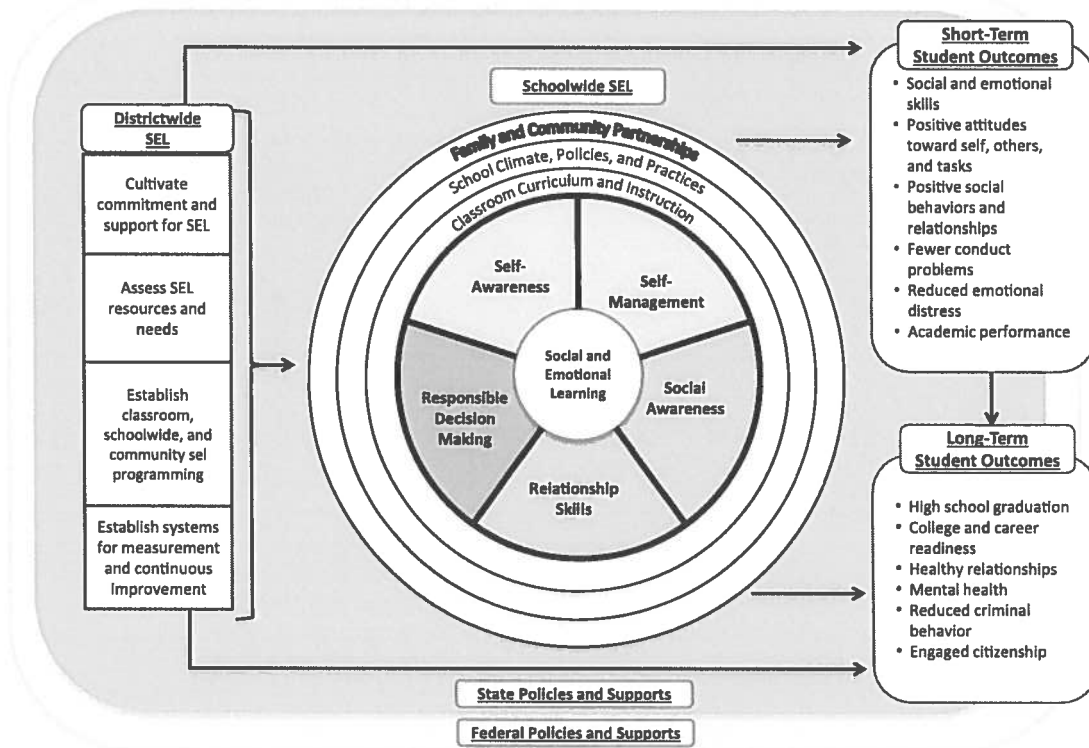 Districtwide
SEL
Cultivate
commitment and
support for SEL
Assess SEL
resources and
needs
Establish
classroom,
schoolwide, and
community sel
programming
Establish systems
for measurement
and continuous
improvement
Schoolwide SEL
Family and Community Partnerships
School Climate, Policies, and Practices
Classroom Curriculum and Instruction
Self-
Awareness
Self-
Management
Social
Awareness
Relationship
Skills
Responsible
Decision
Making
Social and
Emotional
Learning
Short-Term
Student Outcomes
• Social and emotional
skills
• Positive attitudes
toward self, others,
and tasks
• Positive social
behaviors and
relationships
• Fewer conduct
problems
• Reduced emotional
distress
• Academic performance
Long-Term
Student Outcomes
• High school graduation
• College and career
readiness
• Healthy relationships
• Mental health
• Reduced criminal
behavior
• Engaged citizenship
State Policies and Supports
Federal Policies and Supports